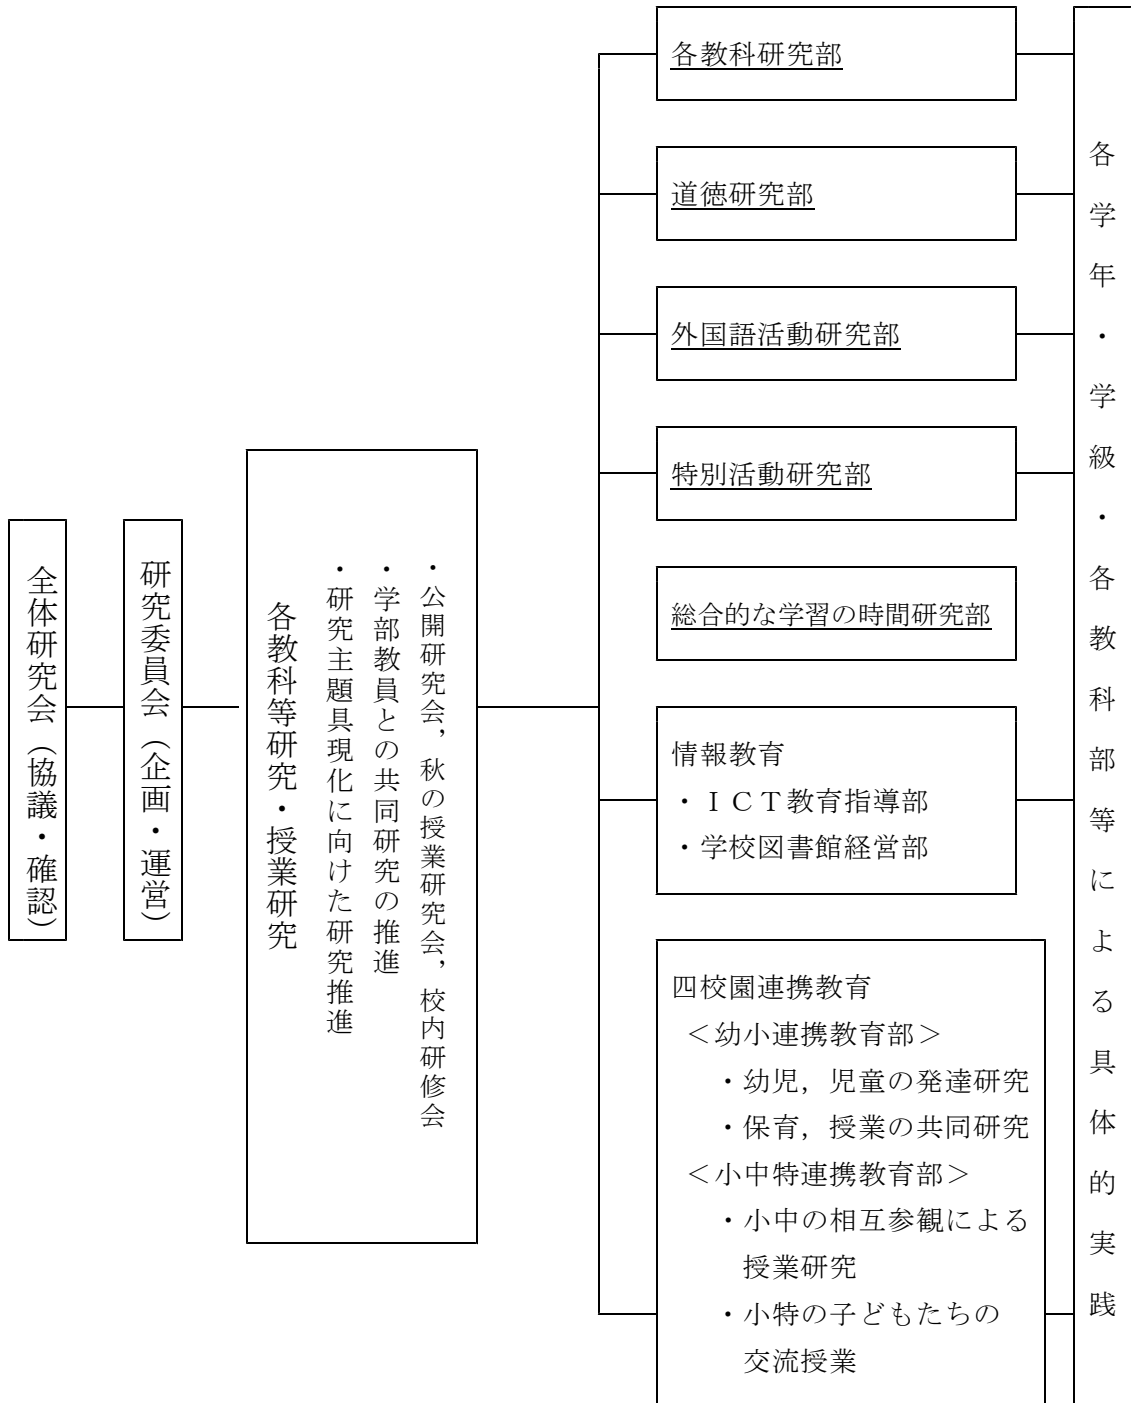 全体研究会（協議・確認）
研究委員会（企画・運営）
各教科等研究・授業研究
・研究主題具現化に向けた研究推進
・学部教員との共同研究の推進
・公開研究会，秋の授業研究会，校内研修会
各教科研究部
道徳研究部
外国語活動研究部
特別活動研究部
総合的な学習の時間研究部
情報教育
・ＩＣＴ教育指導部
・学校図書館経営部
四校園連携教育
＜幼小連携教育部＞
・幼児，児童の発達研究
・保育，授業の共同研究
＜小中特連携教育部＞
・小中の相互参観による
授業研究
・小特の子どもたちの
交流授業
各学年・学級・各教科部等による具体的実践